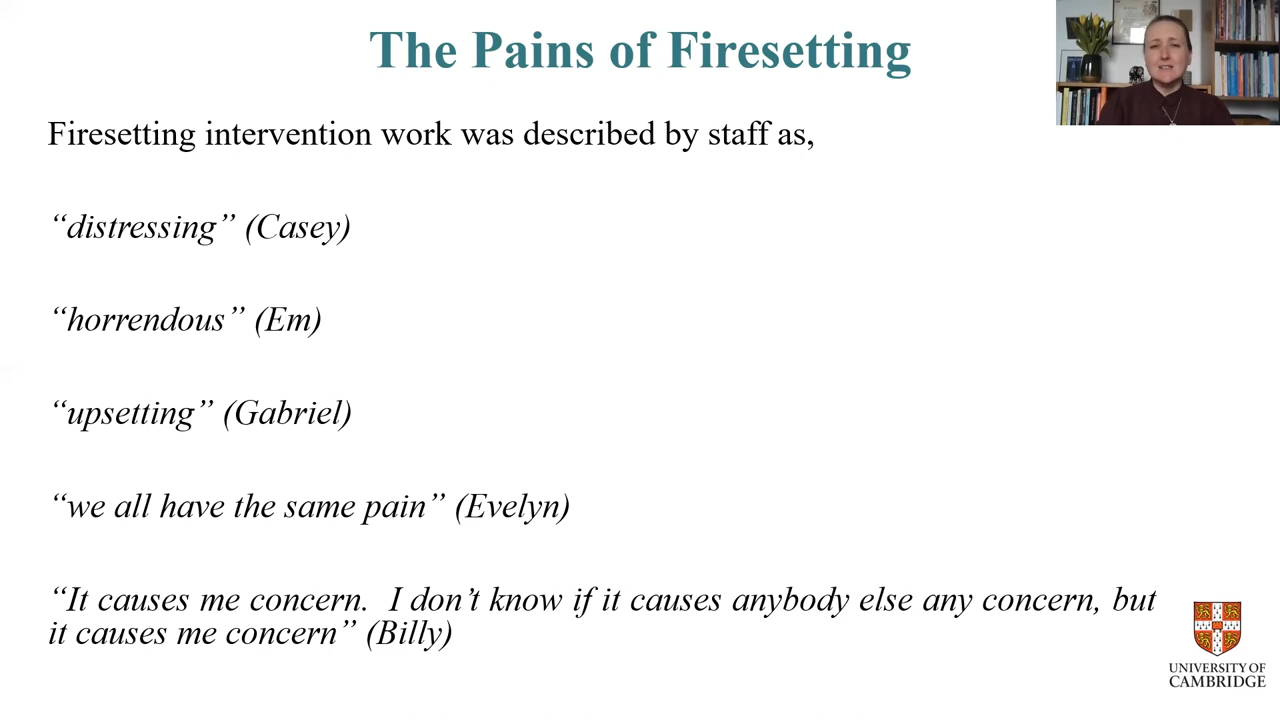 The Pains of Firesetting
Firesetting intervention work was described by staff as,
“distressing” (Casey)
“horrendous” (Em)
“upsetting” (Gabriel)
“we all have the same pain” (Evelyn)
“It causes me concern.  I don’t know if it causes anybody else any concern, but
it causes me concern” (Billy)
UNIVERSITY OF
CAMBRIDGE